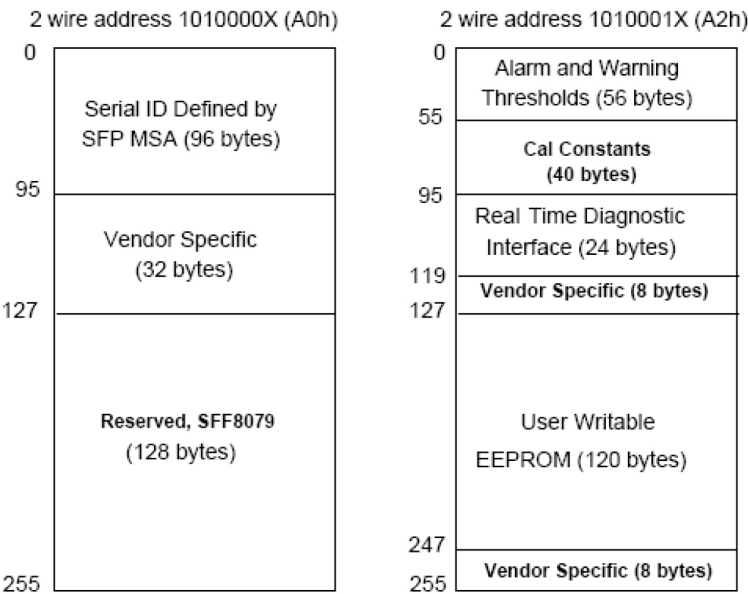 2 wire address 1010000X (A0h)
0
Serial ID Defined by
SFP MSA (96 bytes)
95
Vendor Specific
(32 bytes)
127
Reserved, SFF8079
(128 bytes)
255
2 wire address 1010001X (A2h)
0
Alarm and Warning
Thresholds (56 bytes)
55
Cal Constants
(40 bytes)
95
Real Time Diagnostic
Interface (24 bytes)
119
Vendor Specific (8 bytes)
127
User Writable
EEPROM (120 bytes)
247
Vendor Specific (8 bytes)
255